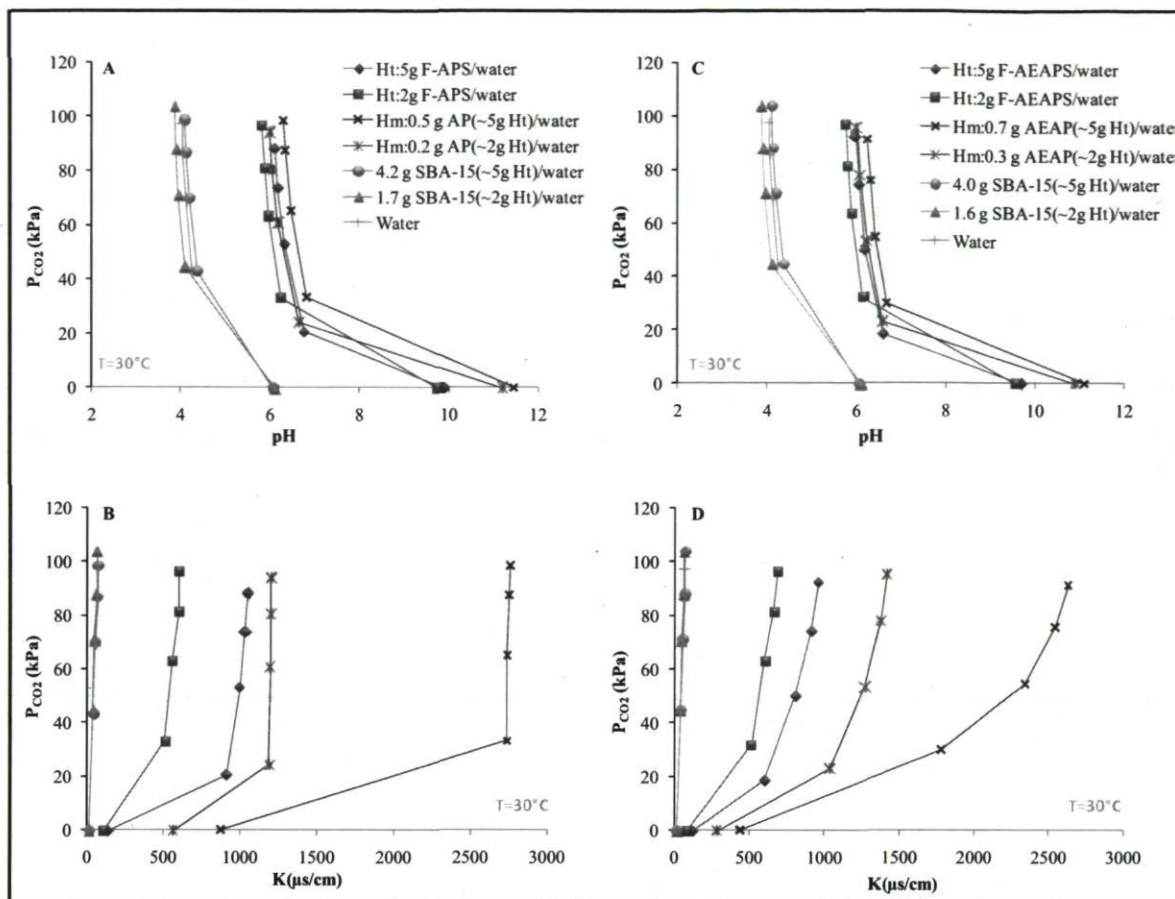 A
120
100
80
60
40
20
0
P_CO2 (kPa)
2 4 6 8 10 12
pH
T=30°C
Ht:5g F-APS/water
Ht:2g F-APS/water
Hm:0.5 g AP(~5g Ht)/water
Hm:0.2 g AP(~2g Ht)/water
4.2 g SBA-15(~5g Ht)/water
1.7 g SBA-15(~2g Ht)/water
Water
C
120
100
80
60
40
20
0
P_CO2 (kPa)
2 4 6 8 10 12
pH
T=30°C
Ht:5g F-AEAPS/water
Ht:2g F-AEAPS/water
Hm:0.7 g AEAP(~5g Ht)/water
Hm:0.3 g AEAP(~2g Ht)/water
4.0 g SBA-15(~5g Ht)/water
1.6 g SBA-15(~2g Ht)/water
Water
B
120
100
80
60
40
20
0
P_CO2 (kPa)
0 500 1000 1500 2000 2500 3000
K(µs/cm)
T=30°C
D
120
100
80
60
40
20
0
P_CO2 (kPa)
0 500 1000 1500 2000 2500 3000
K(µs/cm)
T=30°C